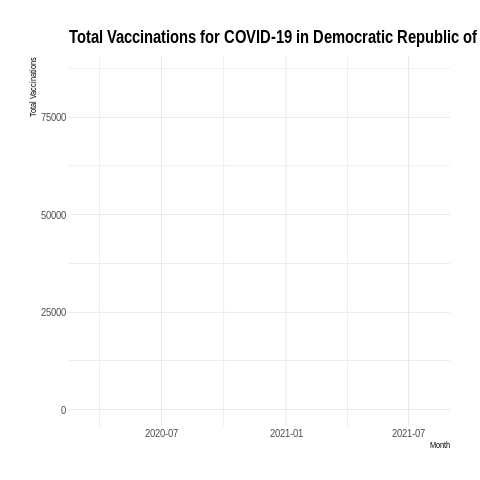 Total Vaccinations for COVID-19 in Democratic Republic of
Total Vaccinations
75000
50000
25000
0
2020-07
2021-01
2021-07
Month